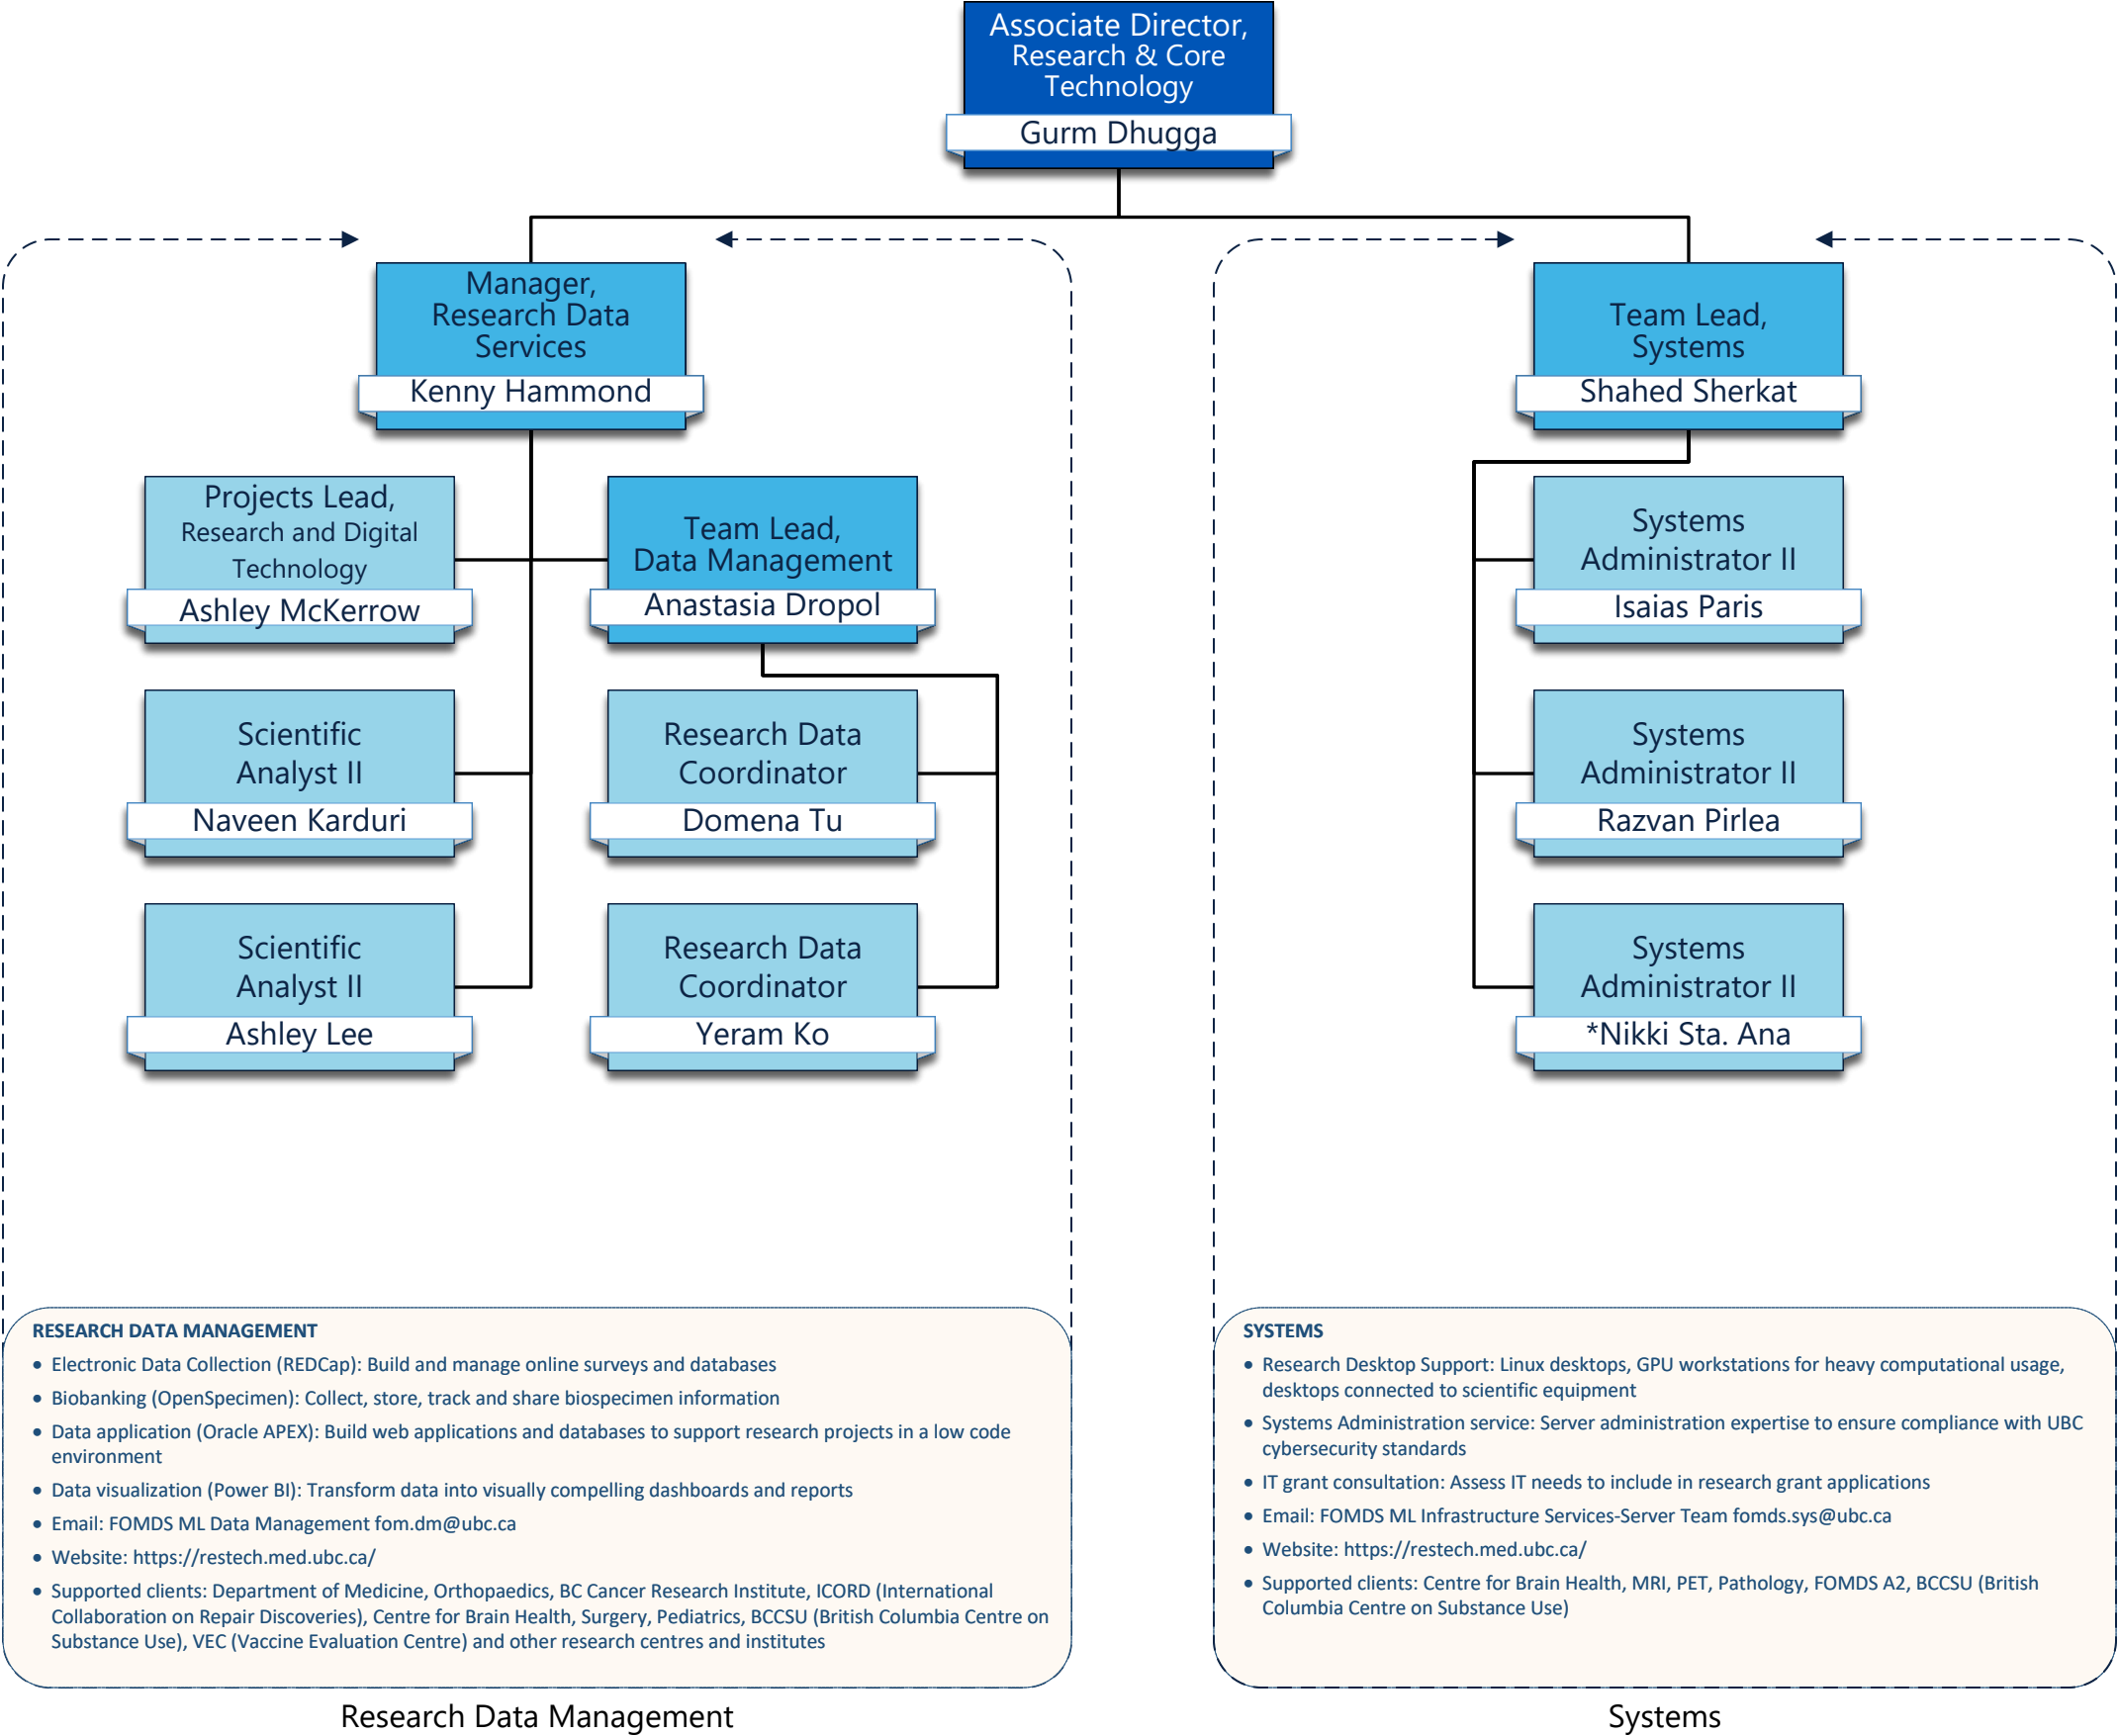 Associate Director,
Research & Core
Technology
Gurm Dhugga
Manager,
Research Data
Services
Kenny Hammond
Team Lead,
Systems
Shahed Sherkat
Projects Lead,
Research and Digital
Technology
Ashley McKerrow
Team Lead,
Data Management
Anastasia Dropol
Systems
Administrator II
Isaias Paris
Scientific
Analyst II
Naveen Karduri
Research Data
Coordinator
Domena Tu
Systems
Administrator II
Razvan Pirlea
Scientific
Analyst II
Ashley Lee
Research Data
Coordinator
Yeram Ko
Systems
Administrator II
*Nikki Sta. Ana
RESEARCH DATA MANAGEMENT
• Electronic Data Collection (REDCap): Build and manage online surveys and databases
• Biobanking (OpenSpecimen): Collect, store, track and share biospecimen information
• Data application (Oracle APEX): Build web applications and databases to support research projects in a low code
environment
• Data visualization (Power BI): Transform data into visually compelling dashboards and reports
• Email: FOMDS ML Data Management fom.dm@ubc.ca
• Website: https://restech.med.ubc.ca/
• Supported clients: Department of Medicine, Orthopaedics, BC Cancer Research Institute, ICORD (International
Collaboration on Repair Discoveries), Centre for Brain Health, Surgery, Pediatrics, BCCSU (British Columbia Centre on
Substance Use), VEC (Vaccine Evaluation Centre) and other research centres and institutes
SYSTEMS
• Research Desktop Support: Linux desktops, GPU workstations for heavy computational usage,
desktops connected to scientific equipment
• Systems Administration service: Server administration expertise to ensure compliance with UBC
cybersecurity standards
• IT grant consultation: Assess IT needs to include in research grant applications
• Email: FOMDS ML Infrastructure Services-Server Team fomds.sys@ubc.ca
• Website: https://restech.med.ubc.ca/
• Supported clients: Centre for Brain Health, MRI, PET, Pathology, FOMDS A2, BCCSU (British
Columbia Centre on Substance Use)
Research Data Management
Systems